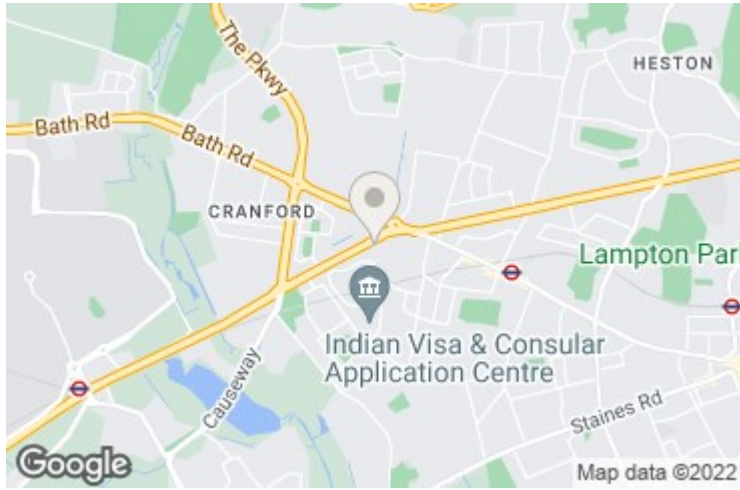 The Pkwy
HESTON
Bath Rd
Bath Rd
CRANFORD
Lampton Par
Indian Visa & Consular
Application Centre
Causeway
Staines Rd
Google
Map data ©2022